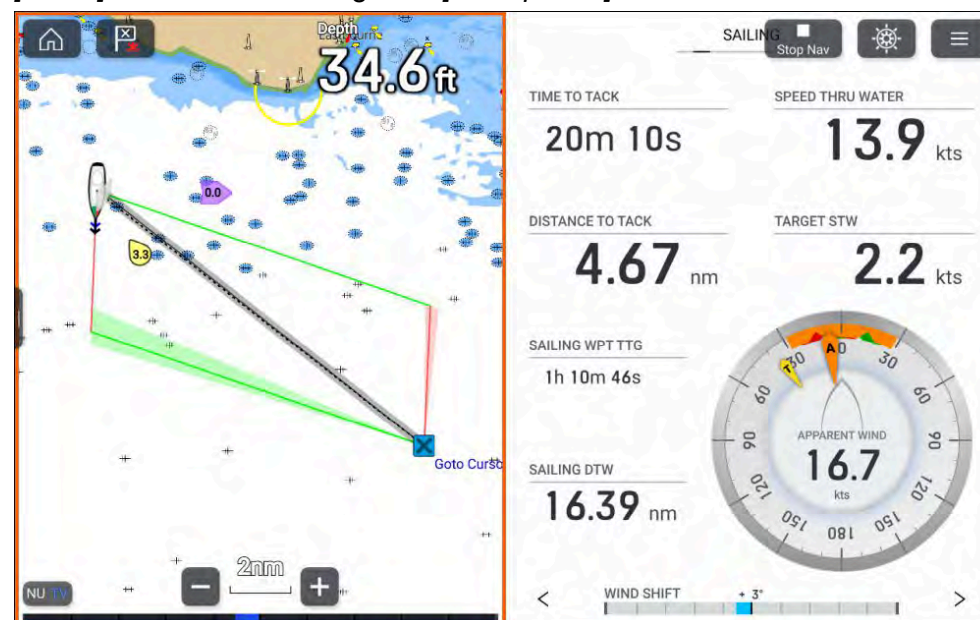 Depth
34.6 ft
0.0
3.3
Goto Curso
2nm
NU TV
SAILING
Stop Nav
TIME TO TACK
20m 10s
SPEED THRU WATER
13.9 kts
DISTANCE TO TACK
4.67 nm
TARGET STW
2.2 kts
SAILING WPT TTG
1h 10m 46s
SAILING DTW
16.39 nm
30 A 0 30
T
60 60
90 90
120 120
150 150
180
APPARENT WIND
16.7
kts
WIND SHIFT
+ 3°